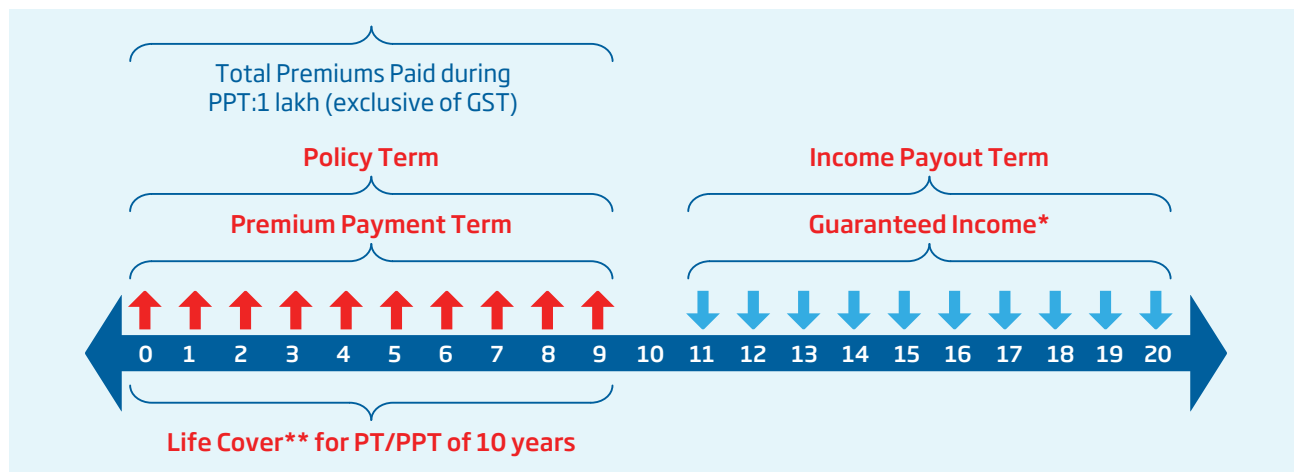 Total Premiums Paid during
PPT:1 lakh (exclusive of GST)
Policy Term
Income Payout Term
Premium Payment Term
Guaranteed Income*
0 1 2 3 4 5 6 7 8 9 10 11 12 13 14 15 16 17 18 19 20
Life Cover** for PT/PPT of 10 years